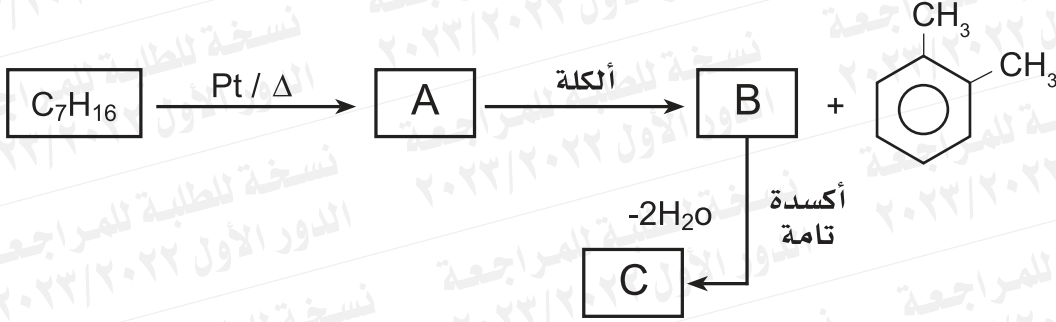 CH3
CH3
C7H16
Pt / Δ
A
ألكلة
B
+
-2H2o
أكسدة
تامة
C
نسخة للطلبة للمراجعة
الدور الأول ٢٠٢٣/٢٠٢٢